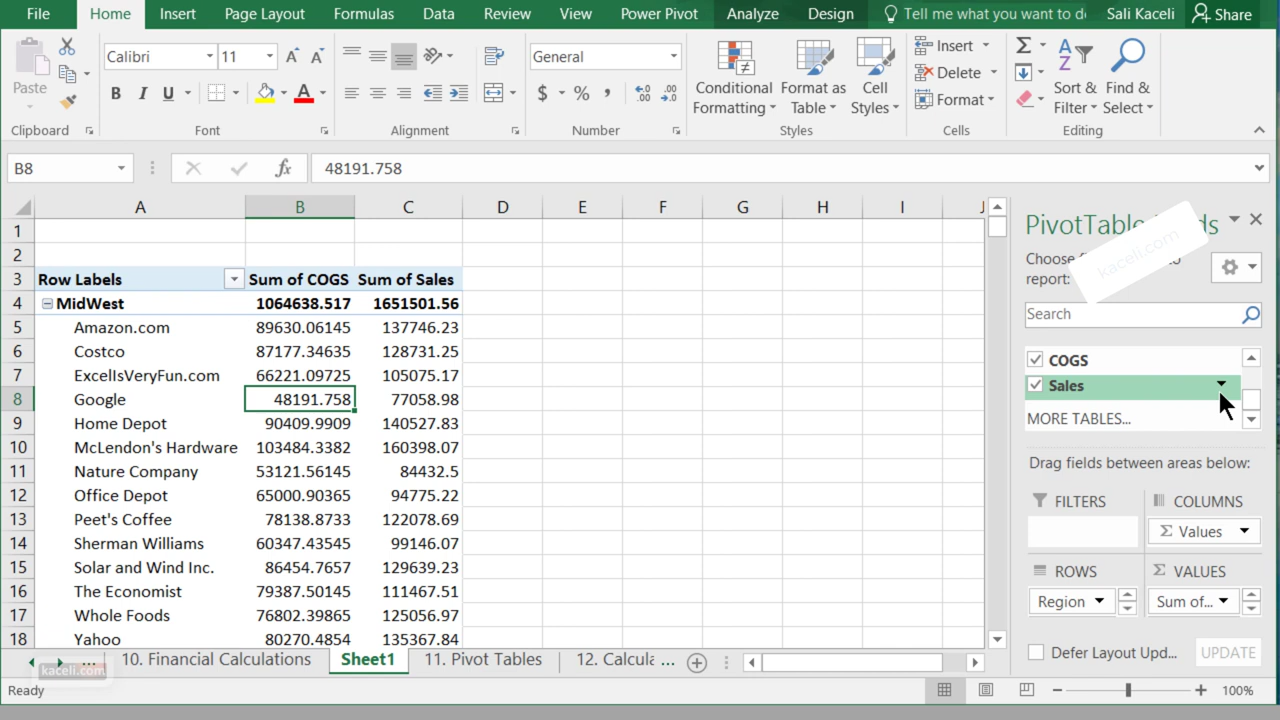 File Home Insert Page Layout Formulas Data Review View Power Pivot Analyze Design Tell me what you want to do Sali Kaceli Share
Paste
Calibri 11
B I U A
General
$ % ,
Conditional Formatting
Format as Table
Cell Styles
Insert
Delete
Format
Sort & Filter
Find & Select
Clipboard Font Alignment Number Styles Cells Editing
B8 fx 48191.758
A B C D E F G H I J
1
2
3 Row Labels Sum of COGS Sum of Sales
4 MidWest 1064638.517 1651501.56
5 Amazon.com 89630.06145 137746.23
6 Costco 87177.34635 128731.25
7 ExcelIsVeryFun.com 66221.09725 105075.17
8 Google 48191.758 77058.98
9 Home Depot 90409.9909 140527.83
10 McLendon's Hardware 103484.3382 160398.07
11 Nature Company 53121.56145 84432.5
12 Office Depot 65000.90365 94775.22
13 Peet's Coffee 78138.8733 122078.69
14 Sherman Williams 60347.43545 99146.07
15 Solar and Wind Inc. 86454.7657 129639.23
16 The Economist 79387.50145 111467.51
17 Whole Foods 76802.39865 125056.97
18 Yahoo 80270.4854 135367.84
PivotTable
kaceli.com
Choose
report:
Search
COGS
Sales
MORE TABLES...
Drag fields between areas below:
FILTERS COLUMNS
Σ Values
ROWS Σ VALUES
Region Sum of...
Defer Layout Upd... UPDATE
... 10. Financial Calculations Sheet1 11. Pivot Tables 12. Calcula ...
kaceli.com
Ready 100%